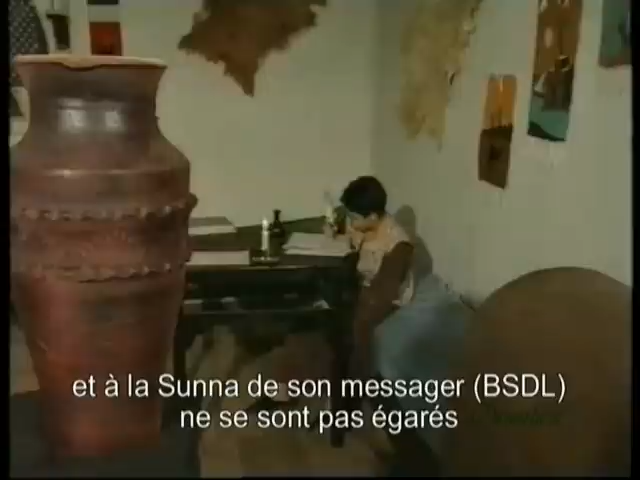 et à la Sunna de son messager (BSDL)
ne se sont pas égarés